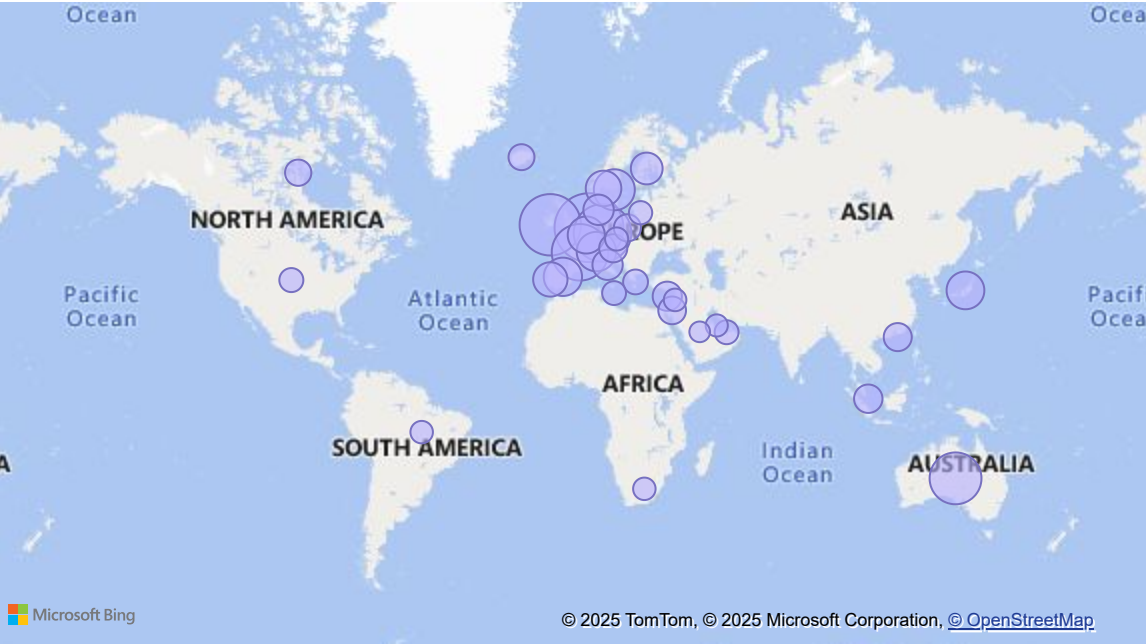 Ocean
Ocea
NORTH AMERICA
ASIA
ROPE
Pacific
Ocean
Atlantic
Ocean
Pacif
Ocea
AFRICA
SOUTH AMERICA
Indian
Ocean
AUSTRALIA
A
Microsoft Bing
© 2025 TomTom, © 2025 Microsoft Corporation, © OpenStreetMap